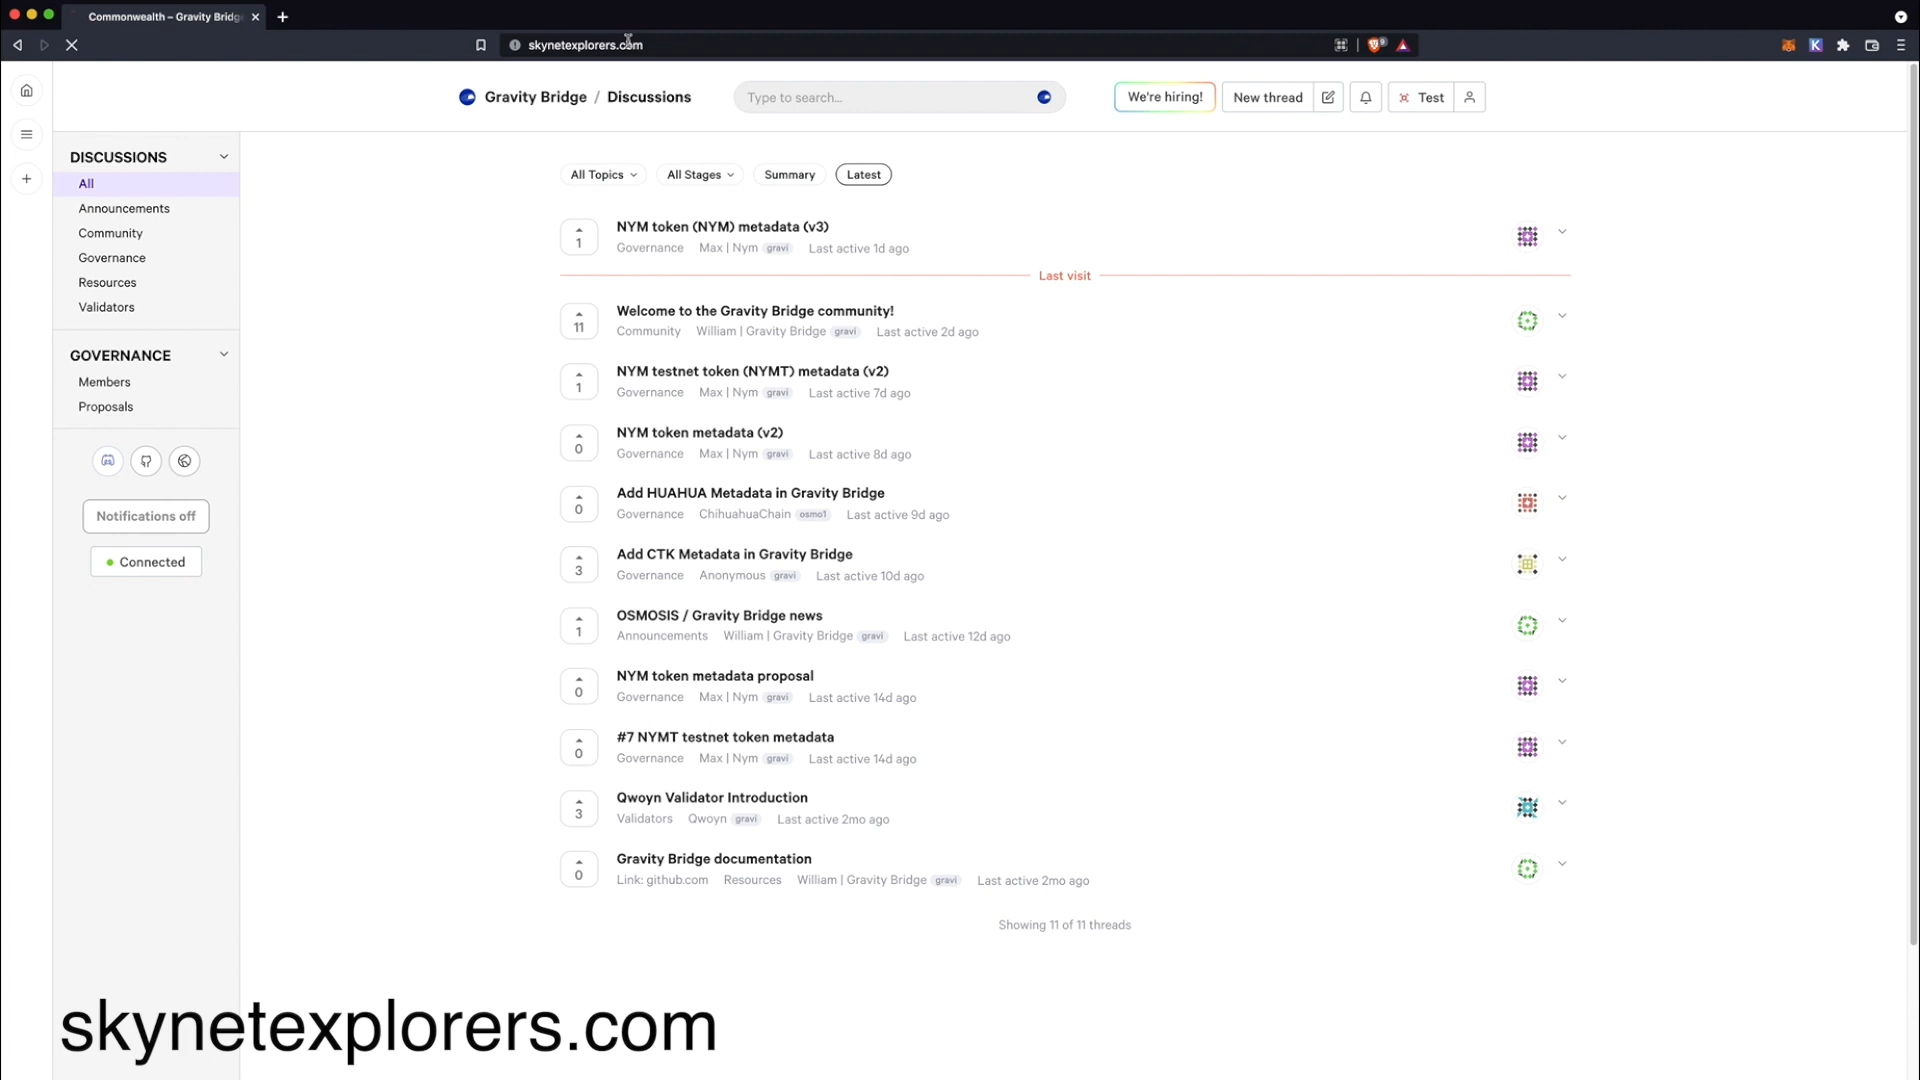 Commonwealth – Gravity Bridg
skynetexplorers.com
Gravity Bridge / Discussions
Type to search...
We're hiring!
New thread
Test
DISCUSSIONS
All
Announcements
Community
Governance
Resources
Validators
GOVERNANCE
Members
Proposals
Notifications off
Connected
All Topics
All Stages
Summary
Latest
1
NYM token (NYM) metadata (v3)
Governance Max | Nym gravi Last active 1d ago
Last visit
11
Welcome to the Gravity Bridge community!
Community William | Gravity Bridge gravi Last active 2d ago
1
NYM testnet token (NYMT) metadata (v2)
Governance Max | Nym gravi Last active 7d ago
0
NYM token metadata (v2)
Governance Max | Nym gravi Last active 8d ago
0
Add HUAHUA Metadata in Gravity Bridge
Governance ChihuahuaChain osmo1 Last active 9d ago
3
Add CTK Metadata in Gravity Bridge
Governance Anonymous gravi Last active 10d ago
1
OSMOSIS / Gravity Bridge news
Announcements William | Gravity Bridge gravi Last active 12d ago
0
NYM token metadata proposal
Governance Max | Nym gravi Last active 14d ago
0
#7 NYMT testnet token metadata
Governance Max | Nym gravi Last active 14d ago
3
Qwoyn Validator Introduction
Validators Qwoyn gravi Last active 2mo ago
0
Gravity Bridge documentation
Link: github.com Resources William | Gravity Bridge gravi Last active 2mo ago
Showing 11 of 11 threads
skynetexplorers.com